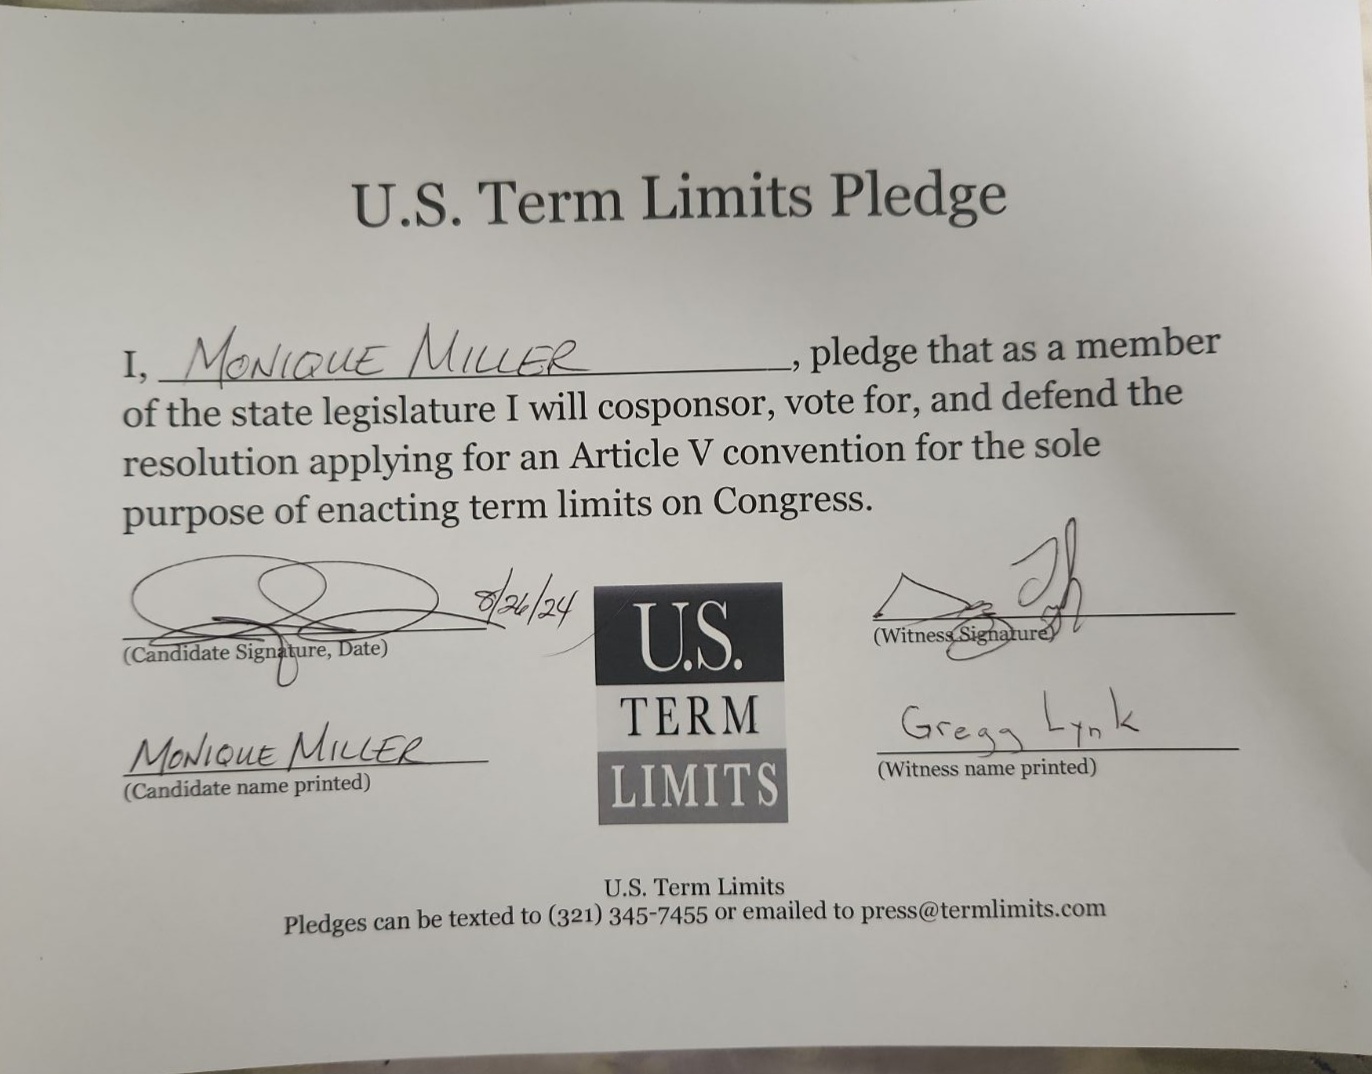 U.S. Term Limits Pledge
I, MONIQUE MILLER, pledge that as a member
of the state legislature I will cosponsor, vote for, and defend the
resolution applying for an Article V convention for the sole
purpose of enacting term limits on Congress.
8/26/24
(Candidate Signature, Date)
(Witness Signature)
MONIQUE MILLER
(Candidate name printed)
Gregg Lynk
(Witness name printed)
U.S.
TERM
LIMITS
U.S. Term Limits
Pledges can be texted to (321) 345-7455 or emailed to press@termlimits.com